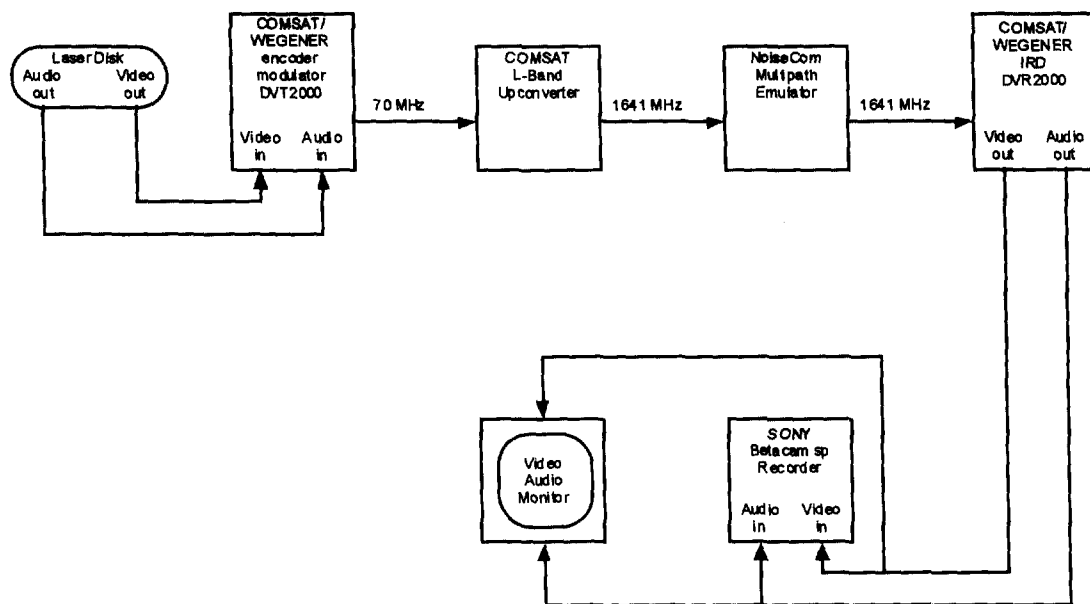 Laser Disk
Audio out
Video out
COMSAT/
WEGENER
encoder
modulator
DVT2000
Video in
Audio in
70 MHz
COMSAT
L-Band
Upconverter
1641 MHz
NoiseCom
Multipath
Emulator
1641 MHz
COMSAT/
WEGENER
IRD
DVR2000
Video out
Audio out
Video
Audio
Monitor
SONY
Betacam sp
Recorder
Audio in
Video in